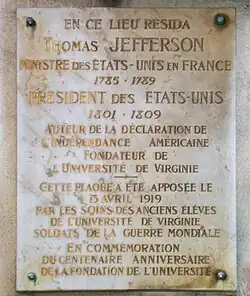 EN CE LIEU RÉSIDA
THOMAS JEFFERSON
MINISTRE DES ÉTATS-UNIS EN FRANCE
1785 - 1789
PRÉSIDENT DES ETATS-UNIS
1801 - 1809
AUTEUR DE LA DÉCLARATION DE
L'INDÉPENDANCE AMÉRICAINE
FONDATEUR DE
L'UNIVERSITÉ DE VIRGINIE
CETTE PLAQUE A ÉTÉ APPOSÉE LE
13 AVRIL 1919
PAR LES SOINS DES ANCIENS ÉLÈVES
DE L'UNIVERSITÉ DE VIRGINIE
SOLDATS DE LA GUERRE MONDIALE
EN COMMÉMORATION
DU CENTENAIRE ANNIVERSAIRE
DE LA FONDATION DE L'UNIVERSITÉ